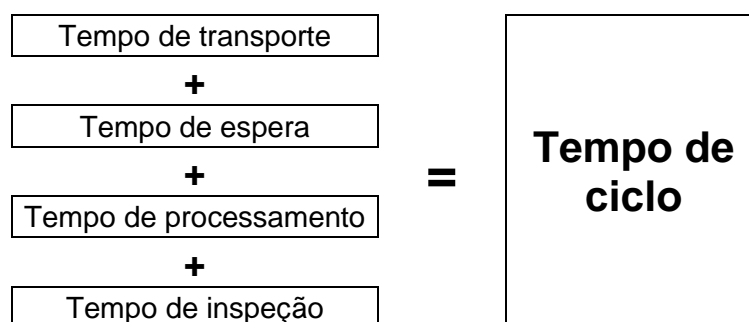 Tempo de transporte
+
Tempo de espera
+
Tempo de processamento
+
Tempo de inspeção
=
Tempo de
ciclo